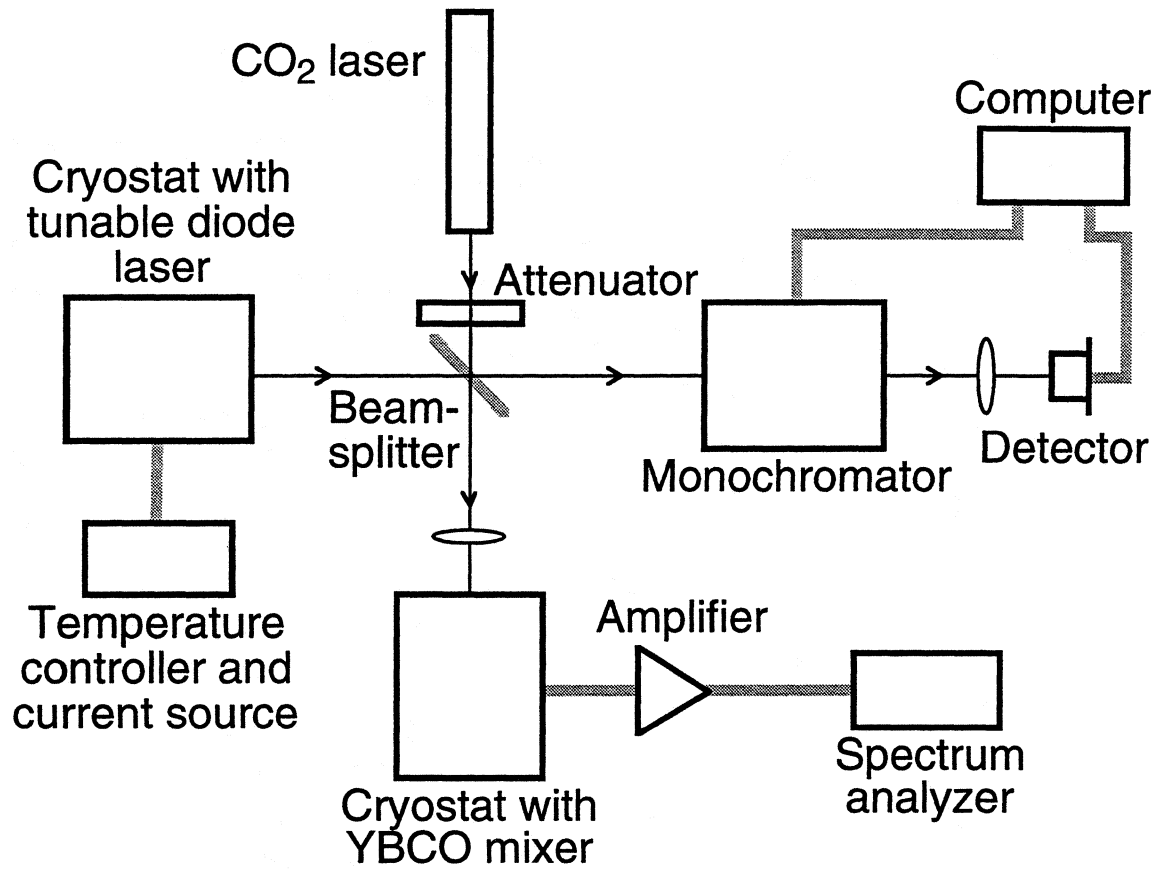 CO₂ laser
Computer
Cryostat with
tunable diode
laser
Attenuator
Beam-
splitter
Monochromator
Detector
Temperature
controller and
current source
Amplifier
Spectrum
analyzer
Cryostat with
YBCO mixer